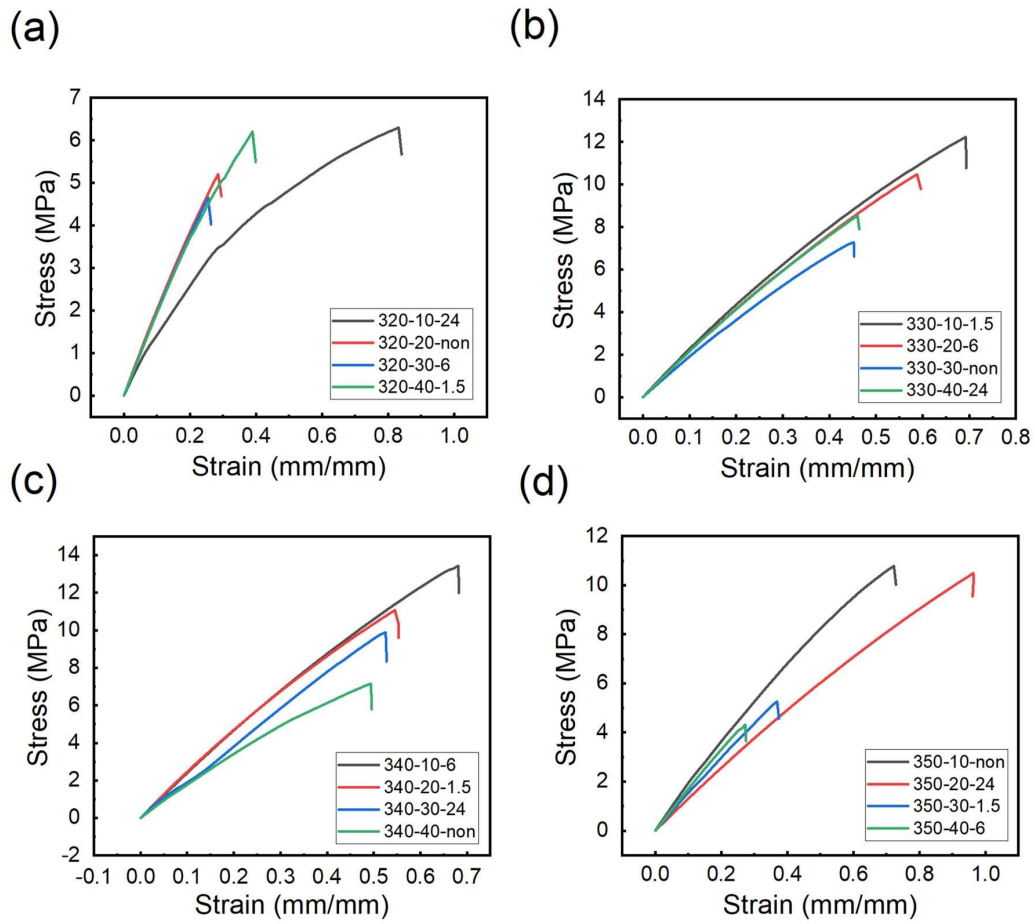 (a)
7
6
5
4
3
2
1
0
Stress (MPa)
320-10-24
320-20-non
320-30-6
320-40-1.5
0.0 0.2 0.4 0.6 0.8 1.0
Strain (mm/mm)
(b)
14
12
10
8
6
4
2
0
Stress (MPa)
330-10-1.5
330-20-6
330-30-non
330-40-24
0.0 0.1 0.2 0.3 0.4 0.5 0.6 0.7 0.8
Strain (mm/mm)
(c)
14
12
10
8
6
4
2
0
-2
Stress (MPa)
340-10-6
340-20-1.5
340-30-24
340-40-non
-0.1 0.0 0.1 0.2 0.3 0.4 0.5 0.6 0.7
Strain (mm/mm)
(d)
12
10
8
6
4
2
0
Stress (MPa)
350-10-non
350-20-24
350-30-1.5
350-40-6
0.0 0.2 0.4 0.6 0.8 1.0
Strain (mm/mm)